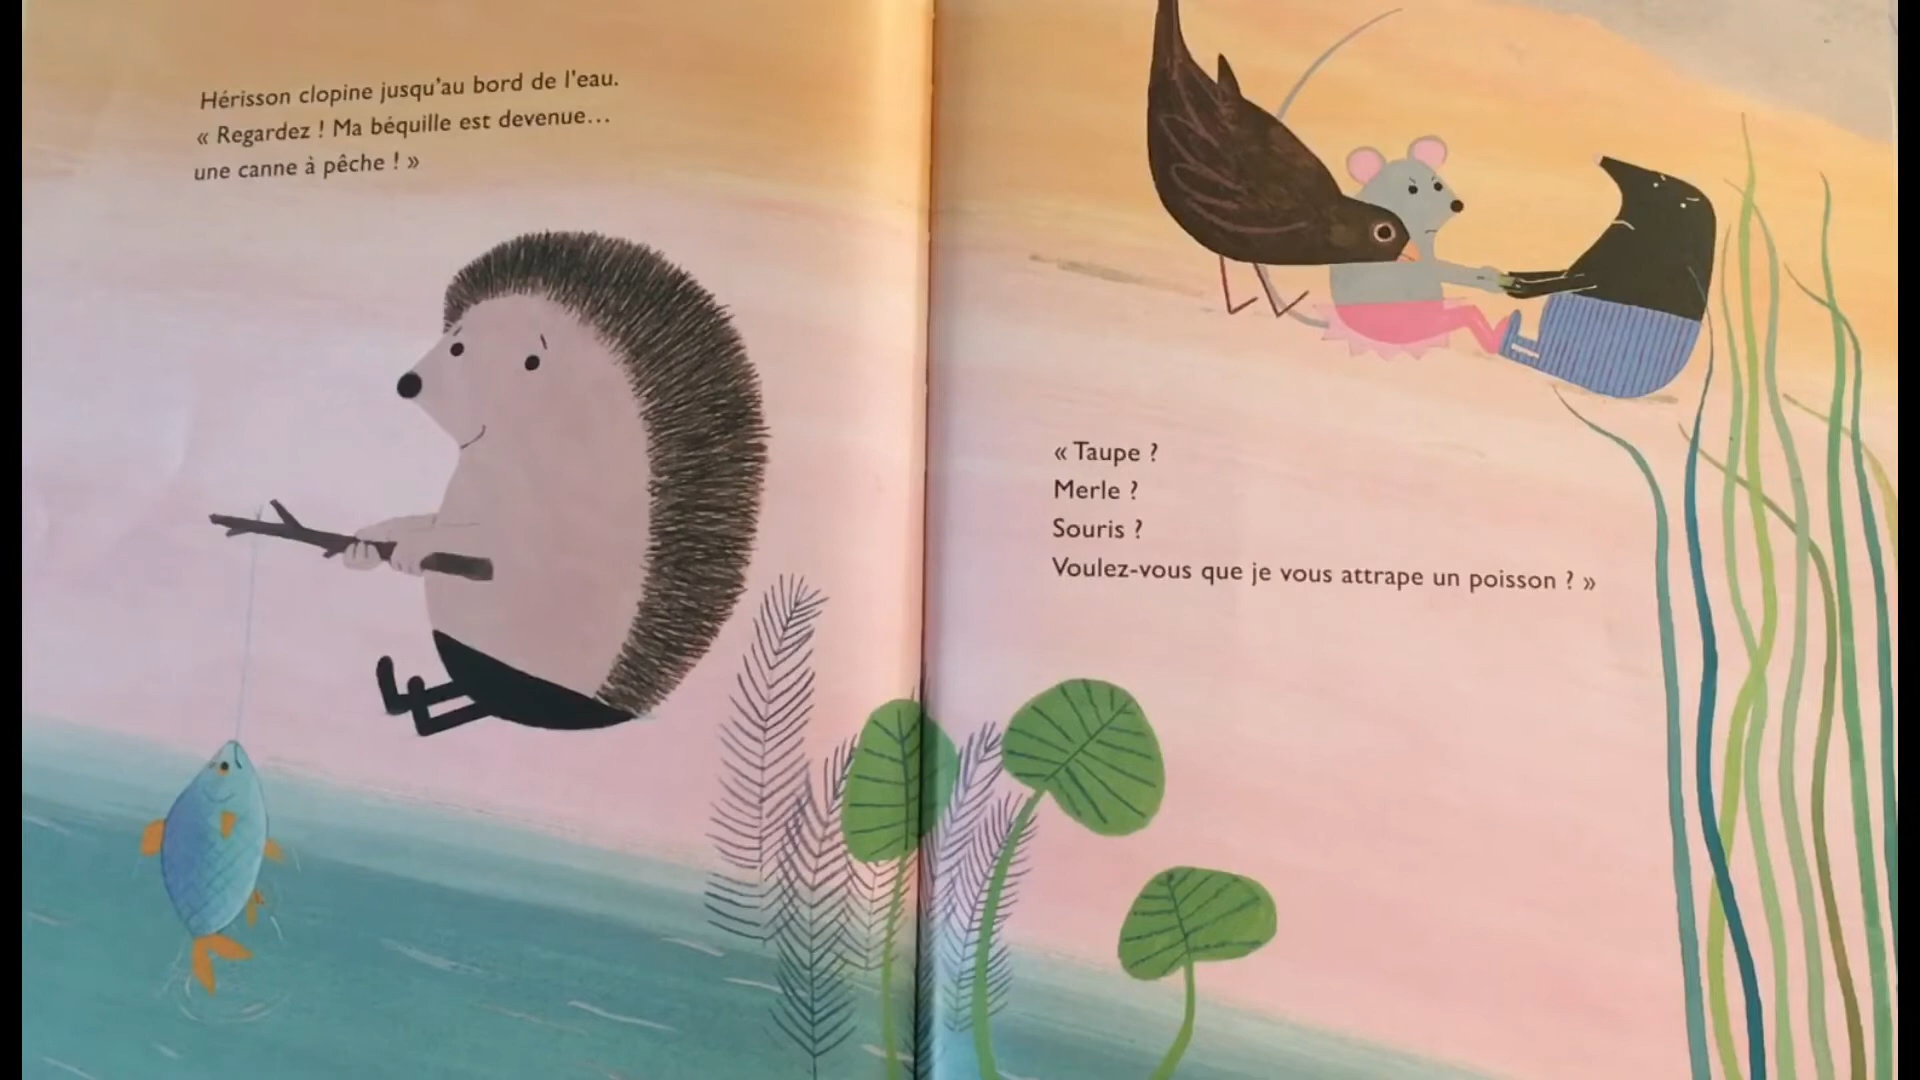 Hérisson clopine jusqu'au bord de l'eau.
« Regardez ! Ma béquille est devenue...
une canne à pêche ! »
« Taupe ?
Merle ?
Souris ?
Voulez-vous que je vous attrape un poisson ? »